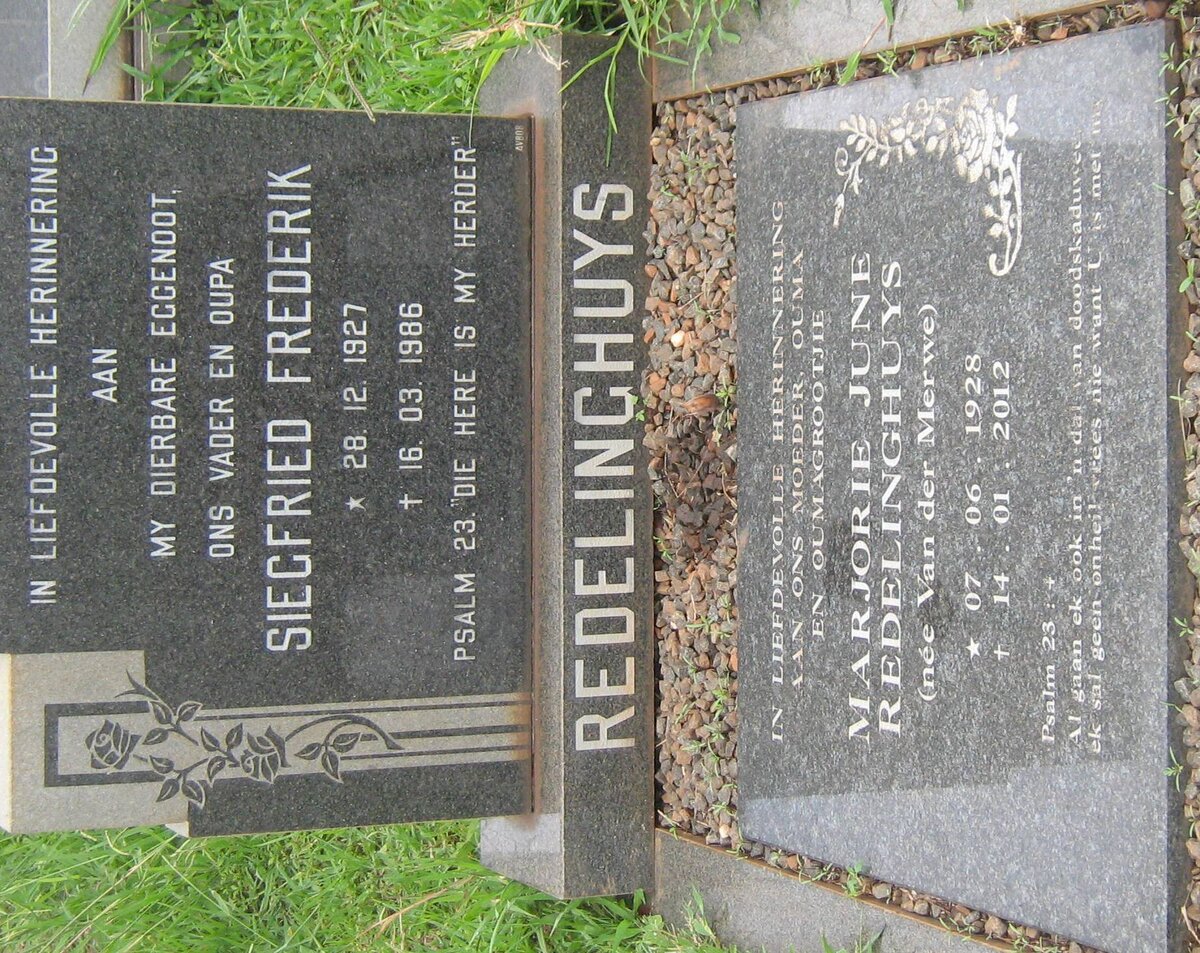 IN LIEFDEVOLLE HERINNERING
AAN
MY DIERBARE EGGENOOT,
ONS VADER EN OUPA
SIEGFRIED FREDERIK
★ 28. 12. 1927
† 16. 03. 1986
PSALM 23. "DIE HERE IS MY HERDER"
AVBOB
REDELINGHUYS
IN LIEFDEVOLLE HERINNERING
AAN ONS MOEDER, OUMA
EN OUMAGROOTJIE
MARJORIE JUNE
REDELINGHUYS
(née Van der Merwe)
★ 07 . 06 . 1928
† 14 . 01 . 2012
Psalm 23 : 4
Al gaan ek ook in 'n dal van doodskaduwee
ek sal geen onheil vrees nie want U is met my